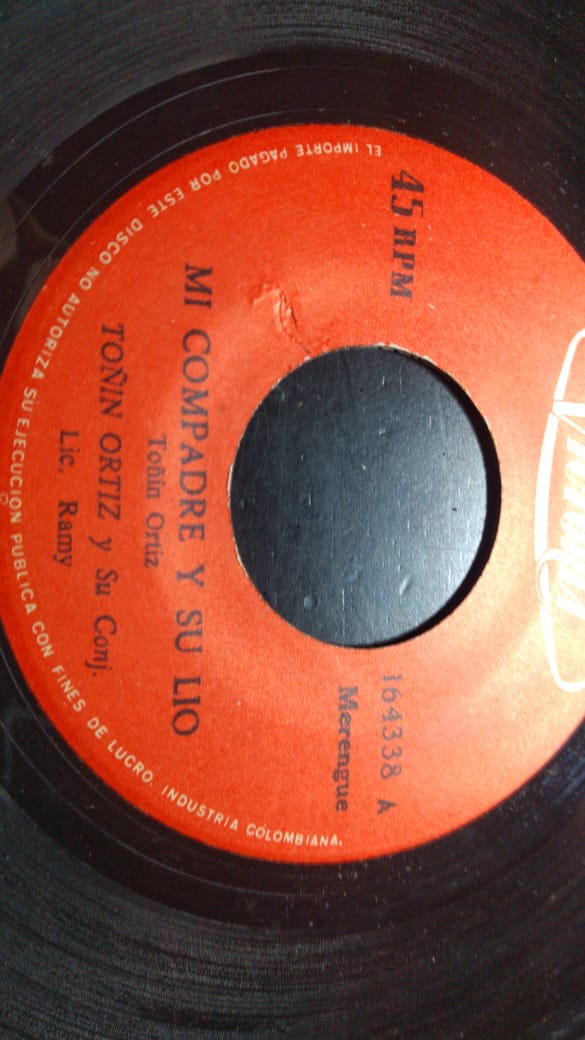 45 RPM
164338 A
Merengue
MI COMPADRE Y SU LIO
Toñin Ortiz
TOÑIN ORTIZ y Su Conj.
Lic. Ramy
EL IMPORTE PAGADO POR ESTE DISCO NO AUTORIZA SU EJECUCION PUBLICA CON FINES DE LUCRO. INDUSTRIA COLOMBIANA.